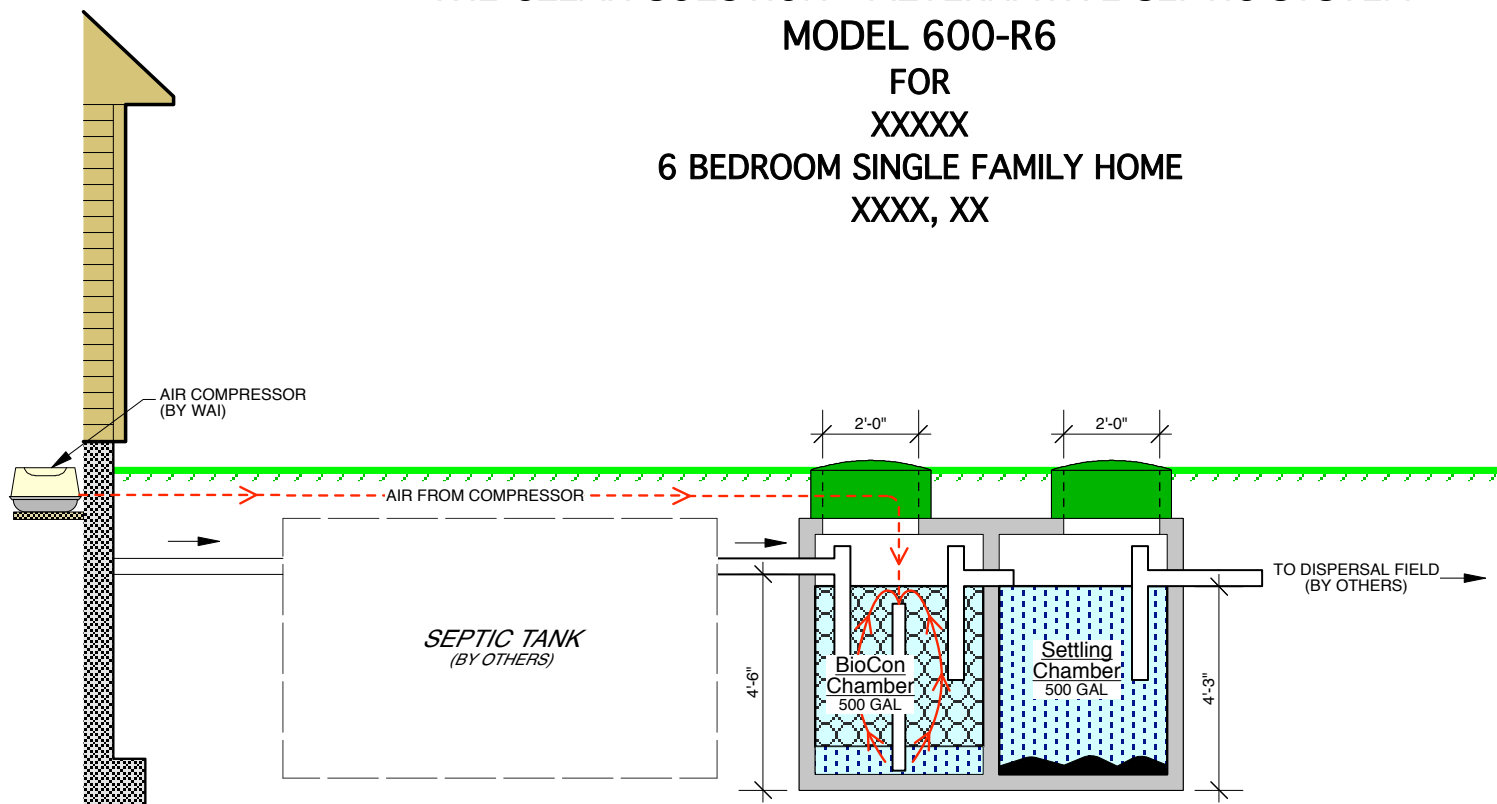 MODEL 600-R6
FOR
XXXXX
6 BEDROOM SINGLE FAMILY HOME
XXXX, XX
AIR COMPRESSOR
(BY WAI)
2'-0"
2'-0"
AIR FROM COMPRESSOR
TO DISPERSAL FIELD
(BY OTHERS)
SEPTIC TANK
(BY OTHERS)
4'-6"
BioCon
Chamber
500 GAL
Settling
Chamber
500 GAL
4'-3"